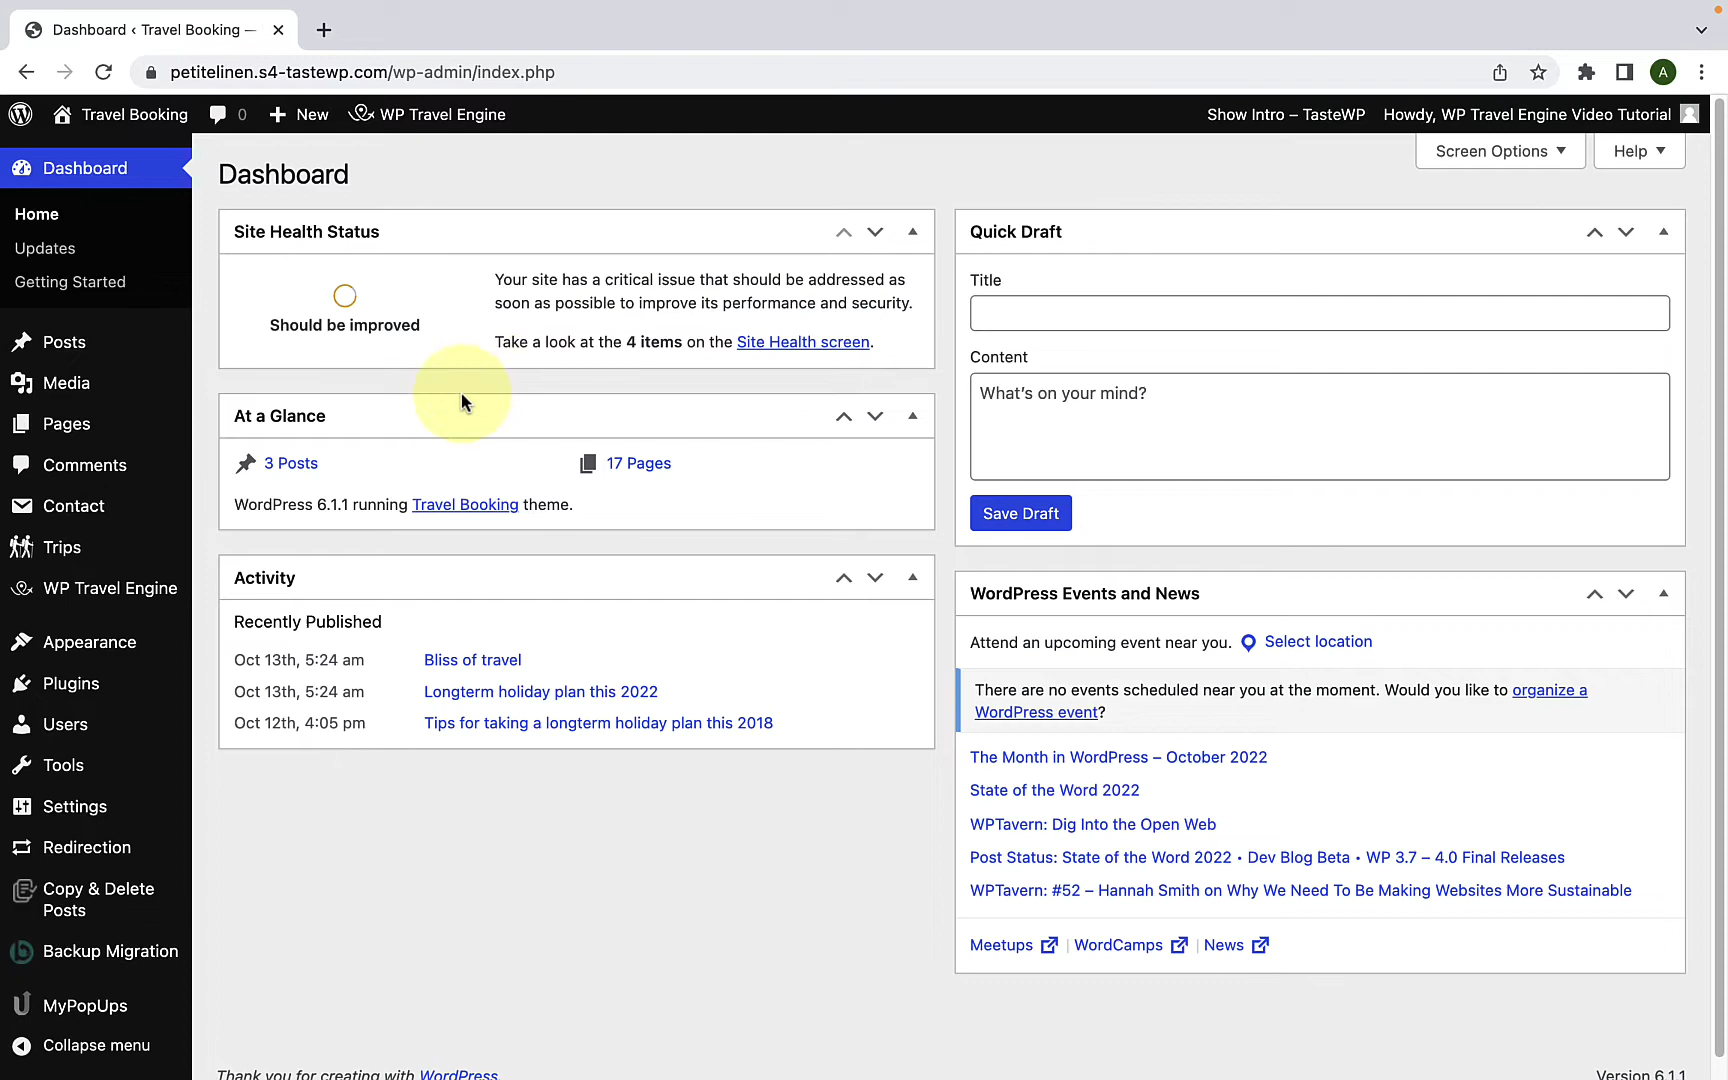 Dashboard ‹ Travel Booking —
petitelinen.s4-tastewp.com/wp-admin/index.php
A
Travel Booking
0
New
WP Travel Engine
Show Intro – TasteWP
Howdy, WP Travel Engine Video Tutorial
Screen Options
Help
Dashboard
Home
Updates
Getting Started
Posts
Media
Pages
Comments
Contact
Trips
WP Travel Engine
Appearance
Plugins
Users
Tools
Settings
Redirection
Copy & Delete
Posts
Backup Migration
MyPopUps
Collapse menu
Dashboard
Site Health Status
Should be improved
Your site has a critical issue that should be addressed as
soon as possible to improve its performance and security.
Take a look at the 4 items on the Site Health screen.
At a Glance
3 Posts
17 Pages
WordPress 6.1.1 running Travel Booking theme.
Activity
Recently Published
Oct 13th, 5:24 am
Bliss of travel
Oct 13th, 5:24 am
Longterm holiday plan this 2022
Oct 12th, 4:05 pm
Tips for taking a longterm holiday plan this 2018
Quick Draft
Title
Content
What's on your mind?
Save Draft
WordPress Events and News
Attend an upcoming event near you.
Select location
There are no events scheduled near you at the moment. Would you like to organize a
WordPress event?
The Month in WordPress – October 2022
State of the Word 2022
WPTavern: Dig Into the Open Web
Post Status: State of the Word 2022 • Dev Blog Beta • WP 3.7 – 4.0 Final Releases
WPTavern: #52 – Hannah Smith on Why We Need To Be Making Websites More Sustainable
Meetups | WordCamps | News
Thank you for creating with WordPress.
Version 6.1.1